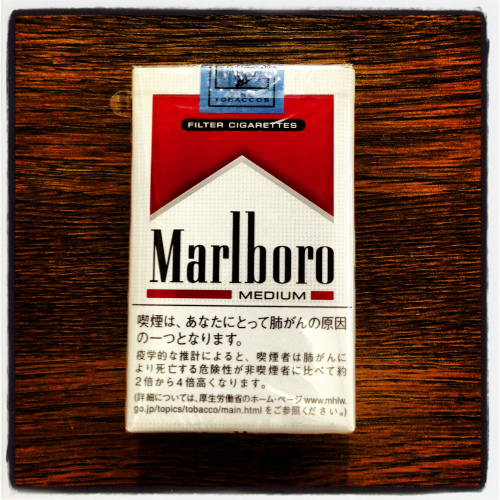 TOBACCOS
FILTER CIGARETTES
Marlboro
MEDIUM
喫煙は、あなたにとって肺がんの原因
の一つとなります。
疫学的な推計によると、喫煙者は肺がんに
より死亡する危険性が非喫煙者に比べて約
2倍から4倍高くなります。
(詳細については、厚生労働省のホーム・ページ www.mhlw.
go.jp/topics/tobacco/main.html をご参照ください。)